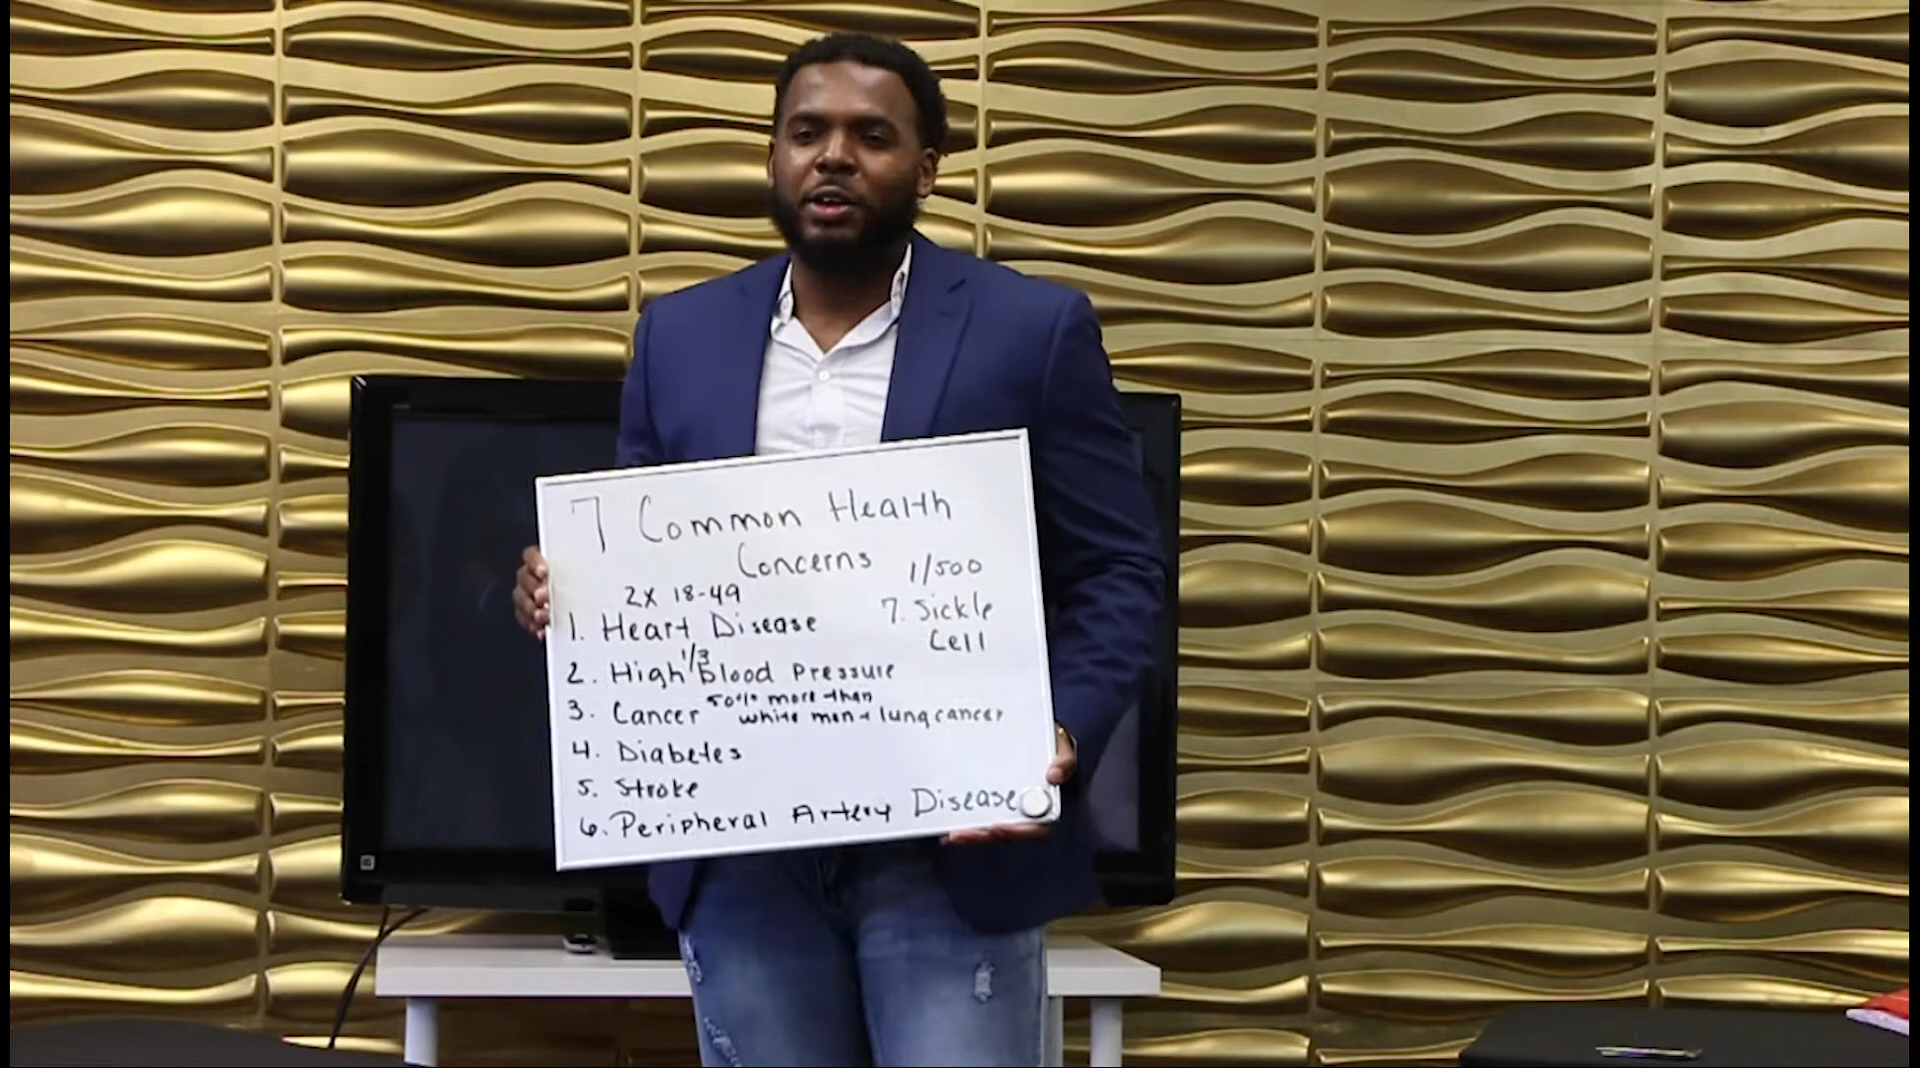 7 Common Health
Concerns
1/500
2x 18-49
1. Heart Disease
7. Sickle
Cell
1/3
2. High Blood Pressure
3. Cancer 50% more than
white men + lung cancer
4. Diabetes
5. Stroke
6. Peripheral Artery Disease